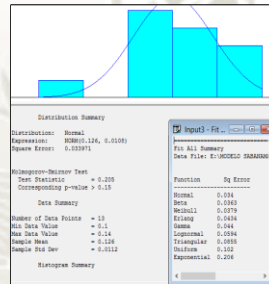 Distribution Summary
Distribution: Normal
Expression: NORM(0.126, 0.0108)
Square Error: 0.033971
Kolmogorov-Smirnov Test
Test Statistic = 0.205
Corresponding p-value > 0.15
Data Summary
Number of Data Points = 13
Min Data Value = 0.1
Max Data Value = 0.14
Sample Mean = 0.126
Sample Std Dev = 0.0112
Histogram Summary
Input3 - Fit ...
Fit All Summary
Data File: E:\MODELO SABANAS
Function Sq Error
Normal 0.034
Beta 0.0363
Weibull 0.0379
Erlang 0.0434
Gamma 0.044
Lognormal 0.0594
Triangular 0.0855
Uniform 0.102
Exponential 0.206